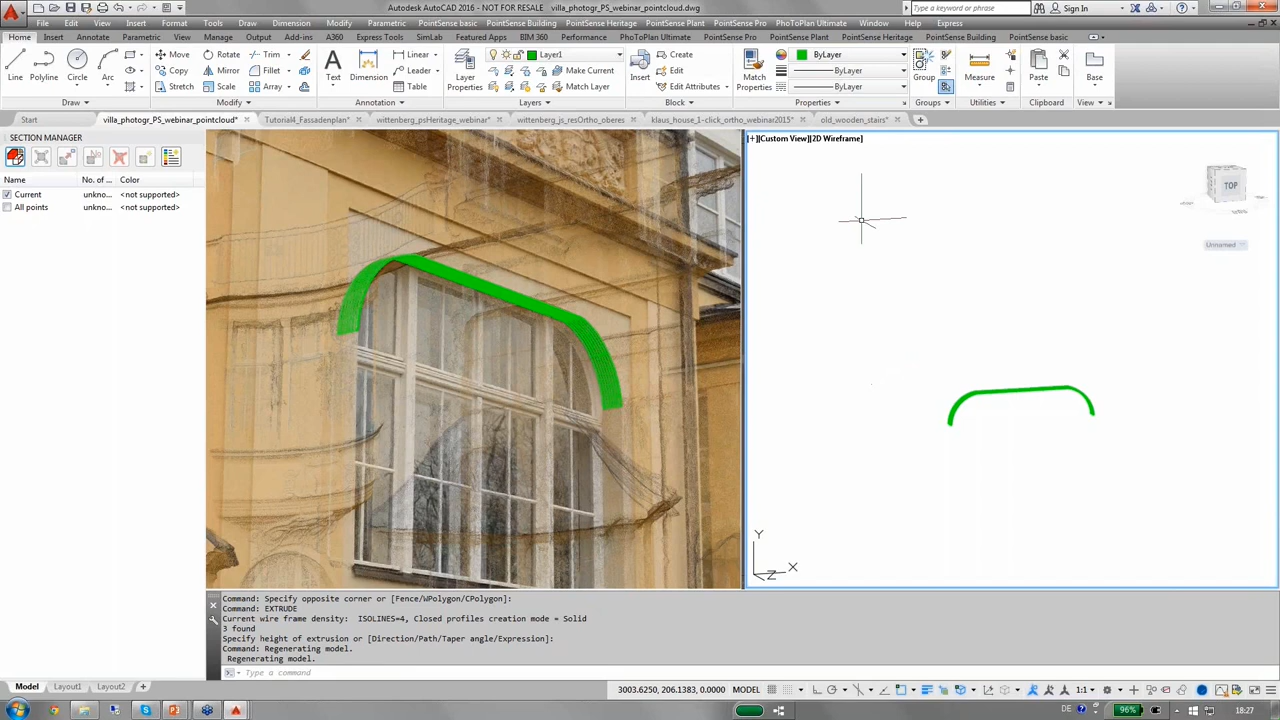 Autodesk AutoCAD 2016 - NOT FOR RESALE villa_photogr_PS_webinar_pointcloud.dwg
Type a keyword or phrase
Sign In
File Edit View Insert Format Tools Draw Dimension Modify PhoToPlan Ultimate PointSense basic PointSense Building PointSense Heritage PointSense Plant PointSense Pro PhoToPlan Ultimate Window Help Express
Home Insert Annotate Parametric View Manage Output Add-ins A360 Express Tools SimLab Featured Apps BIM 360 Performance PhoToPlan Ultimate PointSense Pro PointSense Plant PointSense Heritage PointSense Building PointSense basic
Line Polyline Circle Arc
Move Rotate Trim
Copy Mirror Fillet
Stretch Scale Array
Text Dimension
Linear
Leader
Table
Layer Properties
Layer1
Make Current
Match Layer
Insert
Create
Edit
Edit Attributes
Match Properties
ByLayer
ByLayer
ByLayer
Group Measure Paste Base
Draw Modify Annotation Layers Block Properties Groups Utilities Clipboard View
Start villa_photogr_PS_webinar_pointcloud* Tutorial4_Fassadenplan* wittenberg_psHeritage_webinar* wittenberg_js_resOrtho_oberes klaus_house_1-click_ortho_webinar2015* old_wooden_stairs*
SECTION MANAGER
Name No. of ... Color
Current unkno... <not supported>
All points unkno... <not supported>
[+][Custom View][2D Wireframe]
TOP
Unnamed
Y
X
Z
Command: Specify opposite corner or [Fence/WPolygon/CPolygon]:
Command: EXTRUDE
Current wire frame density: ISOLINES=4, Closed profiles creation mode = Solid
3 found
Specify height of extrusion or [Direction/Path/Taper angle/Expression]:
Command: Regenerating model.
Regenerating model.
Type a command
Model Layout1 Layout2 +
3003.6250, 206.1383, 0.0000 MODEL 1:1
DE 96% 18:27